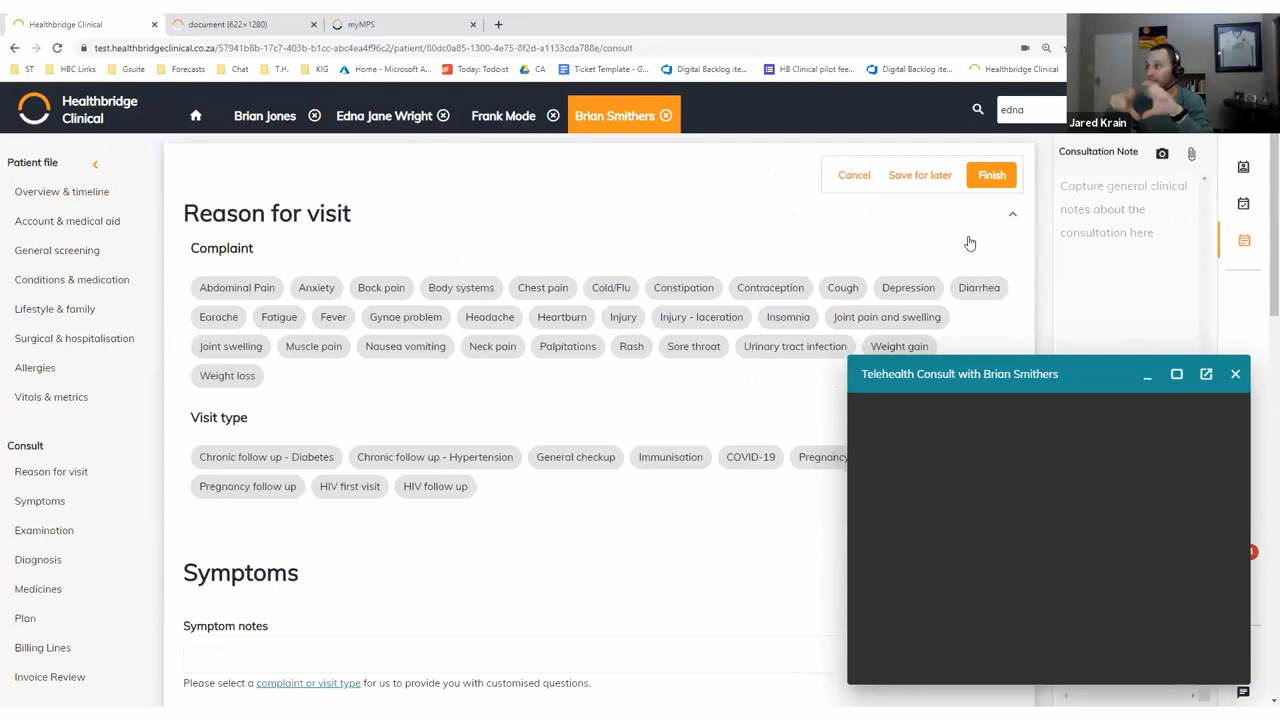 Healthbridge Clinical
document (622×1280)
myMPS
test.healthbridgeclinical.co.za/57941b8b-17c7-403b-b1cc-abc4ea4f96c2/patient/80dc0a85-1300-4e75-8f2d-a1133cda788e/consult
ST HBC Links Gsuite Forecasts Chat T.H. KIG Home - Microsoft A... Today: Todoist CA Ticket Template - G... Digital Backlog ite... HB Clinical pilot fee... Digital Backlog ite... Healthbridge Clinical
Healthbridge
Clinical
Brian Jones Edna Jane Wright Frank Mode Brian Smithers
edna
Jared Krain
Patient file
Overview & timeline
Account & medical aid
General screening
Conditions & medication
Lifestyle & family
Surgical & hospitalisation
Allergies
Vitals & metrics
Consult
Reason for visit
Symptoms
Examination
Diagnosis
Medicines
Plan
Billing Lines
Invoice Review
Cancel Save for later Finish
Reason for visit
Complaint
Abdominal Pain Anxiety Back pain Body systems Chest pain Cold/Flu Constipation Contraception Cough Depression Diarrhea
Earache Fatigue Fever Gynae problem Headache Heartburn Injury Injury - laceration Insomnia Joint pain and swelling
Joint swelling Muscle pain Nausea vomiting Neck pain Palpitations Rash Sore throat Urinary tract infection Weight gain
Weight loss
Visit type
Chronic follow up - Diabetes Chronic follow up - Hypertension General checkup Immunisation COVID-19 Pregnancy
Pregnancy follow up HIV first visit HIV follow up
Symptoms
Symptom notes
Please select a complaint or visit type for us to provide you with customised questions.
Consultation Note
Capture general clinical
notes about the
consultation here
Telehealth Consult with Brian Smithers